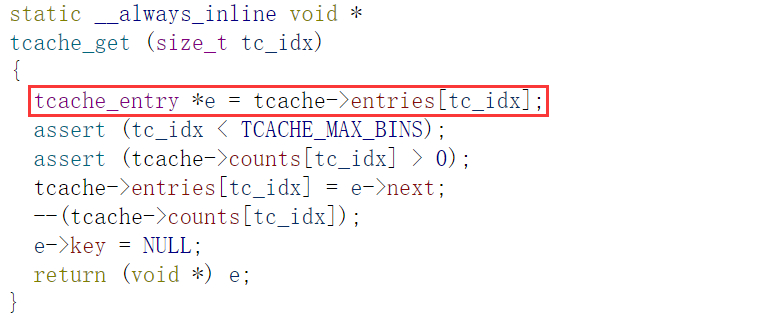 static __always_inline void *
tcache_get (size_t tc_idx)
{
  tcache_entry *e = tcache->entries[tc_idx];
  assert (tc_idx < TCACHE_MAX_BINS);
  assert (tcache->counts[tc_idx] > 0);
  tcache->entries[tc_idx] = e->next;
  --(tcache->counts[tc_idx]);
  e->key = NULL;
  return (void *) e;
}